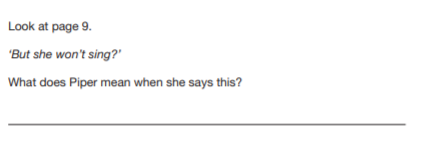 Look at page 9.
‘But she won’t sing?’
What does Piper mean when she says this?